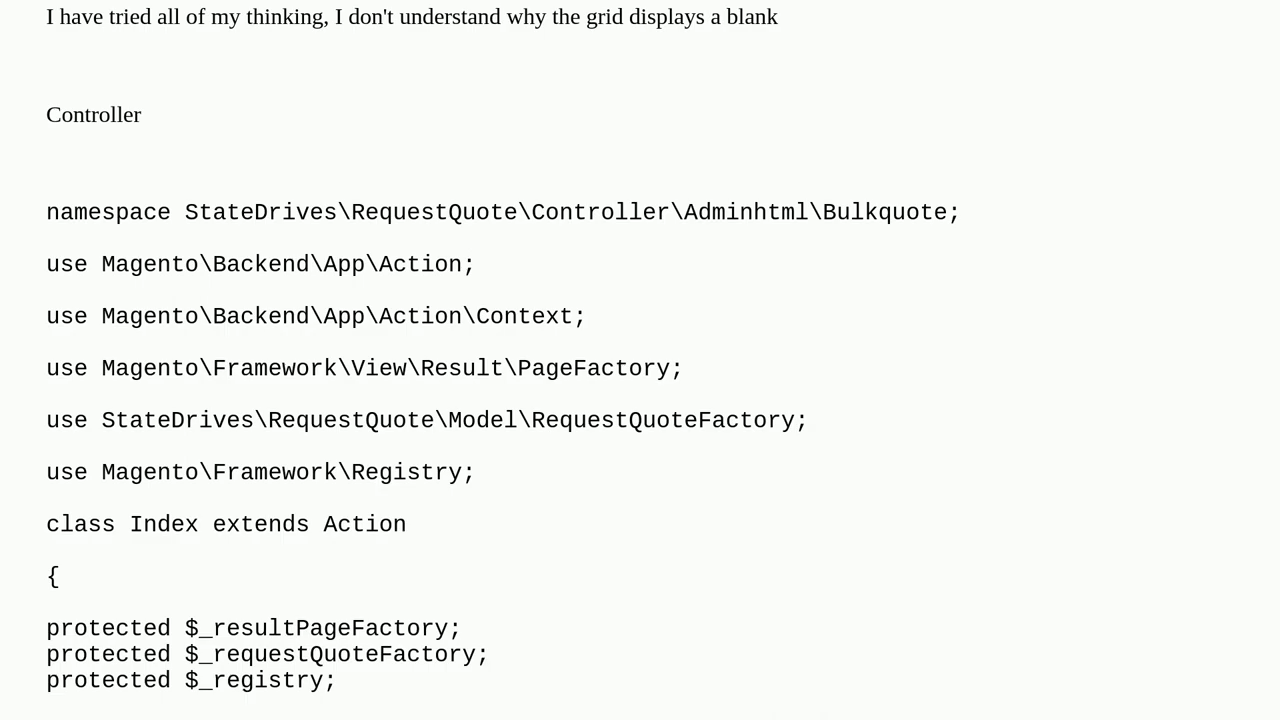 I have tried all of my thinking, I don't understand why the grid displays a blank
Controller
namespace StateDrives\RequestQuote\Controller\Adminhtml\Bulkquote;
use Magento\Backend\App\Action;
use Magento\Backend\App\Action\Context;
use Magento\Framework\View\Result\PageFactory;
use StateDrives\RequestQuote\Model\RequestQuoteFactory;
use Magento\Framework\Registry;
class Index extends Action
{
protected $_resultPageFactory;
protected $_requestQuoteFactory;
protected $_registry;